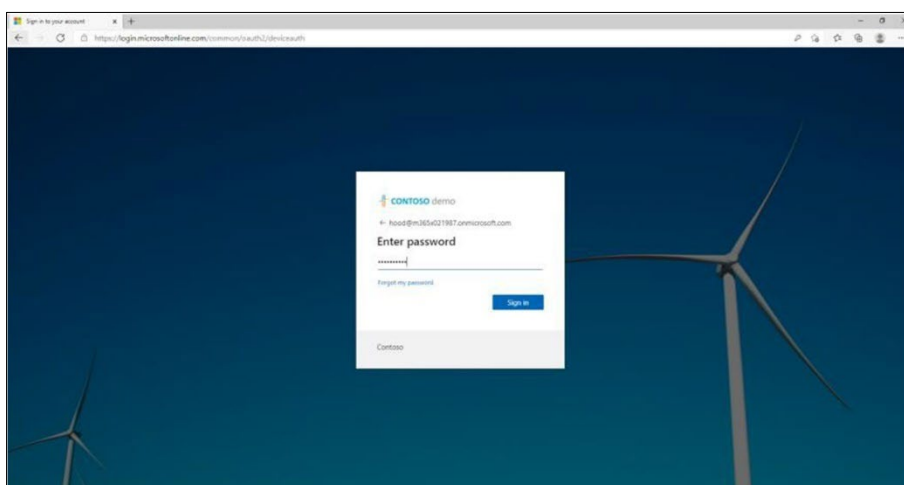 Sign in to your account
https://login.microsoftonline.com/common/oauth2/deviceauth
CONTOSO demo
hood@m365x021987.onmicrosoft.com
Enter password
Forgot my password
Sign in
Contoso